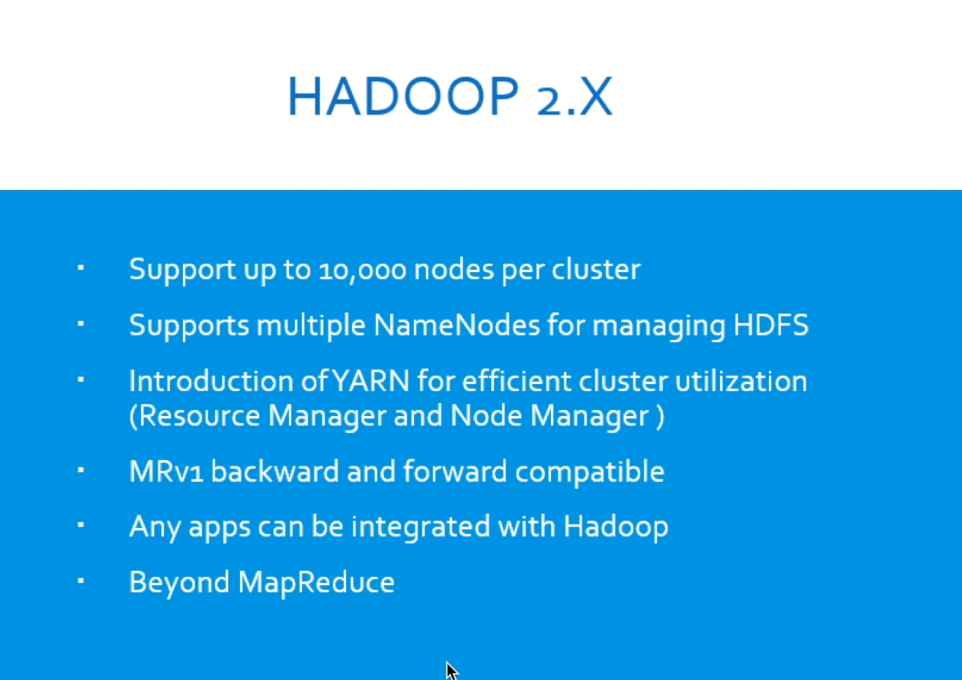 HADOOP 2.X
▪ Support up to 10,000 nodes per cluster
▪ Supports multiple NameNodes for managing HDFS
▪ Introduction of YARN for efficient cluster utilization
(Resource Manager and Node Manager )
▪ MRv1 backward and forward compatible
▪ Any apps can be integrated with Hadoop
▪ Beyond MapReduce